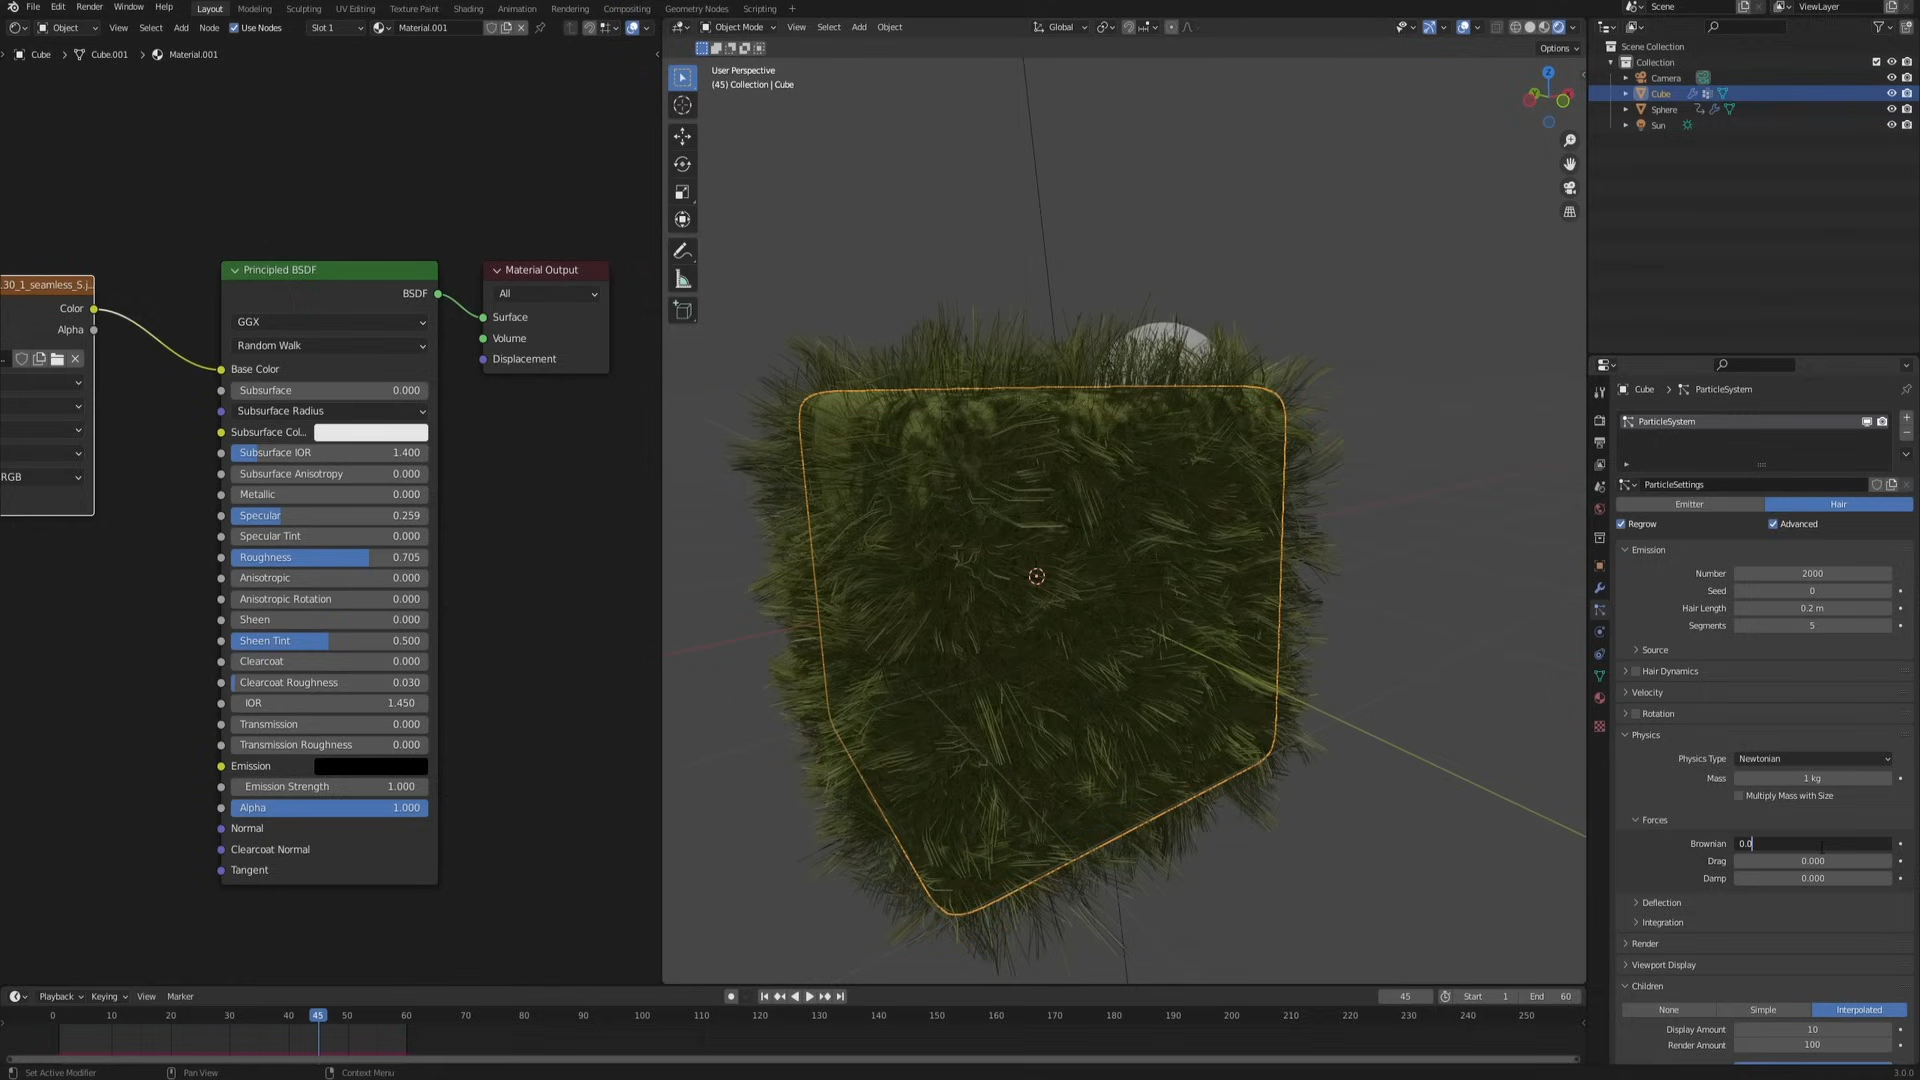 File Edit Render Window Help Layout Modeling Sculpting UV Editing Texture Paint Shading Animation Rendering Compositing Geometry Nodes Scripting + Scene ViewLayer
Object View Select Add Node Use Nodes Slot 1 Material.001
Object Mode View Select Add Object Global
Options
Cube > Cube.001 > Material.001
User Perspective
(45) Collection | Cube
Z
Scene Collection
Collection
Camera
Cube
Sphere
Sun
.30_1_seamless_S.j...
Color
Alpha
RGB
Principled BSDF
BSDF
GGX
Random Walk
Base Color
Subsurface 0.000
Subsurface Radius
Subsurface Col...
Subsurface IOR 1.400
Subsurface Anisotropy 0.000
Metallic 0.000
Specular 0.259
Specular Tint 0.000
Roughness 0.705
Anisotropic 0.000
Anisotropic Rotation 0.000
Sheen 0.000
Sheen Tint 0.500
Clearcoat 0.000
Clearcoat Roughness 0.030
IOR 1.450
Transmission 0.000
Transmission Roughness 0.000
Emission
Emission Strength 1.000
Alpha 1.000
Normal
Clearcoat Normal
Tangent
Material Output
All
Surface
Volume
Displacement
Cube > ParticleSystem
ParticleSystem
ParticleSettings
Emitter Hair
Regrow Advanced
Emission
Number 2000
Seed 0
Hair Length 0.2 m
Segments 5
Source
Hair Dynamics
Velocity
Rotation
Physics
Physics Type Newtonian
Mass 1 kg
Multiply Mass with Size
Forces
Brownian 0.0
Drag 0.000
Damp 0.000
Deflection
Integration
Render
Viewport Display
Children
None Simple Interpolated
Display Amount 10
Render Amount 100
Playback Keying View Marker 45 Start 1 End 60
0 10 20 30 40 45 50 60 70 80 90 100 110 120 130 140 150 160 170 180 190 200 210 220 230 240 250
Set Active Modifier Pan View Context Menu 3.0.0